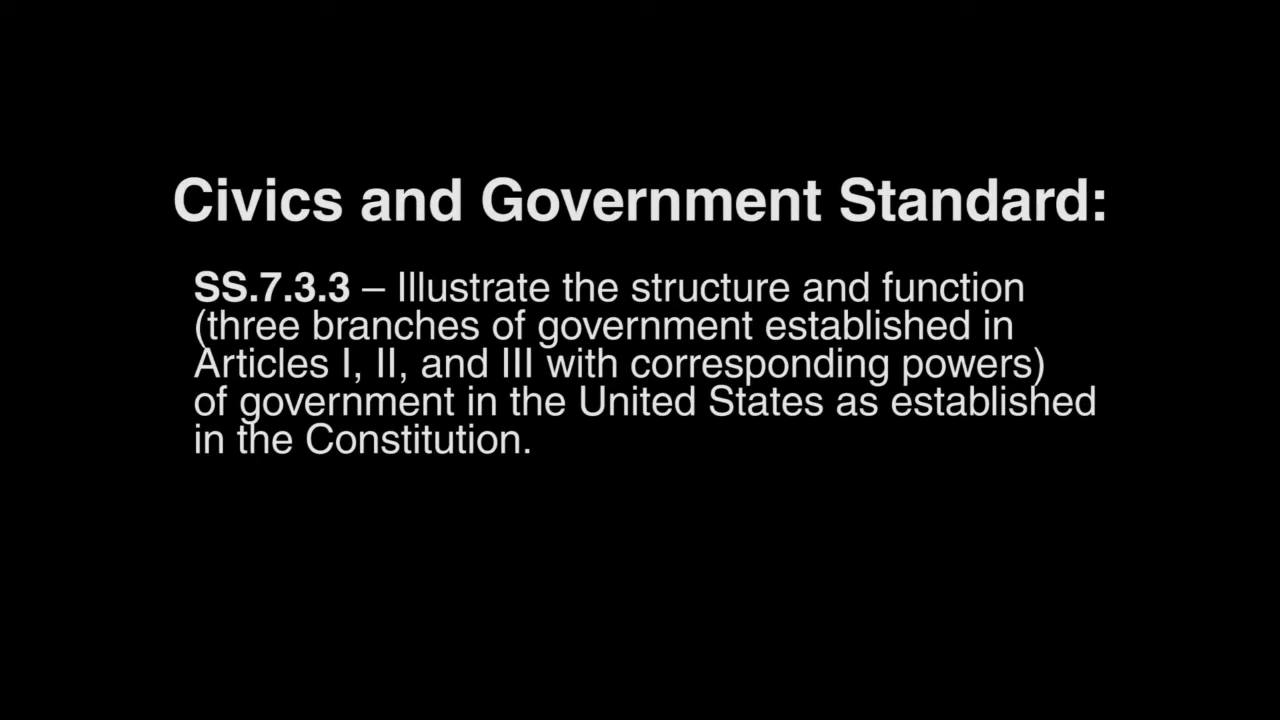 Civics and Government Standard:
SS.7.3.3 – Illustrate the structure and function
(three branches of government established in
Articles I, II, and III with corresponding powers)
of government in the United States as established
in the Constitution.